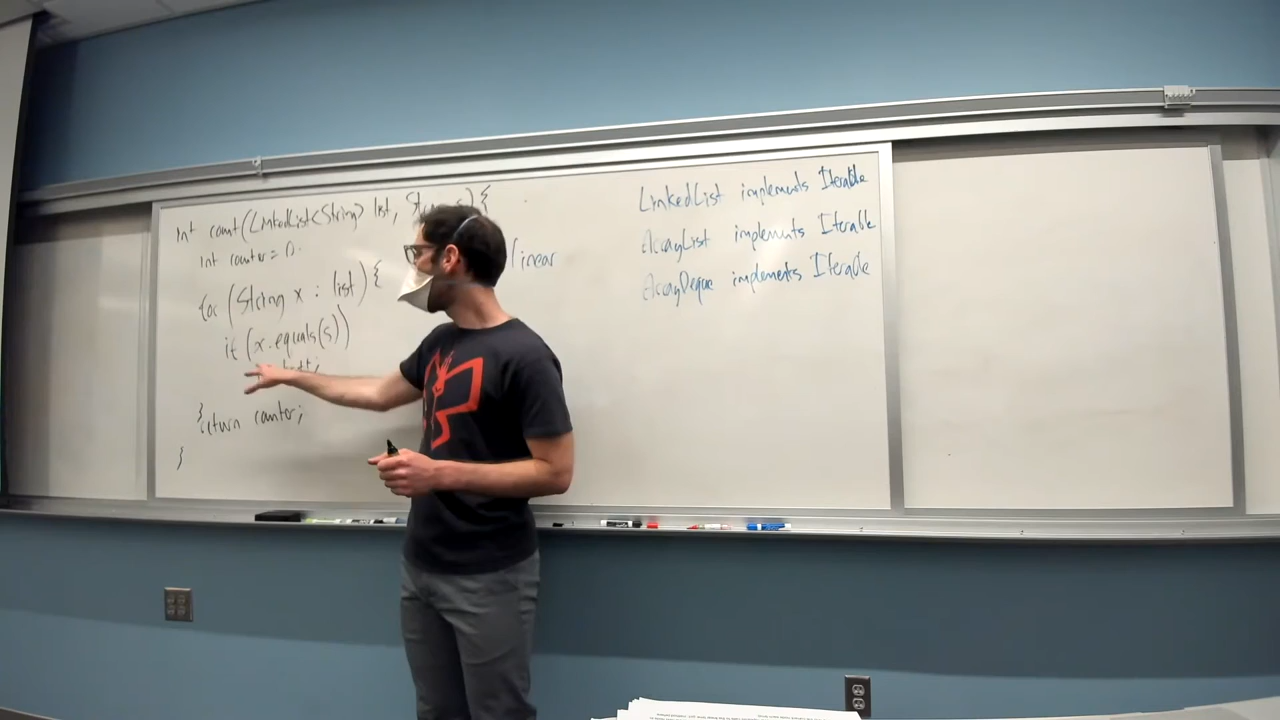 int count(LinkedList<String> list, s) {
int counter = 0;
linear
for (String x : list) {
if (x.equals(s))
}
return counter;
}
LinkedList implements Iterable
ArrayList implements Iterable
ArrayDeque implements Iterable